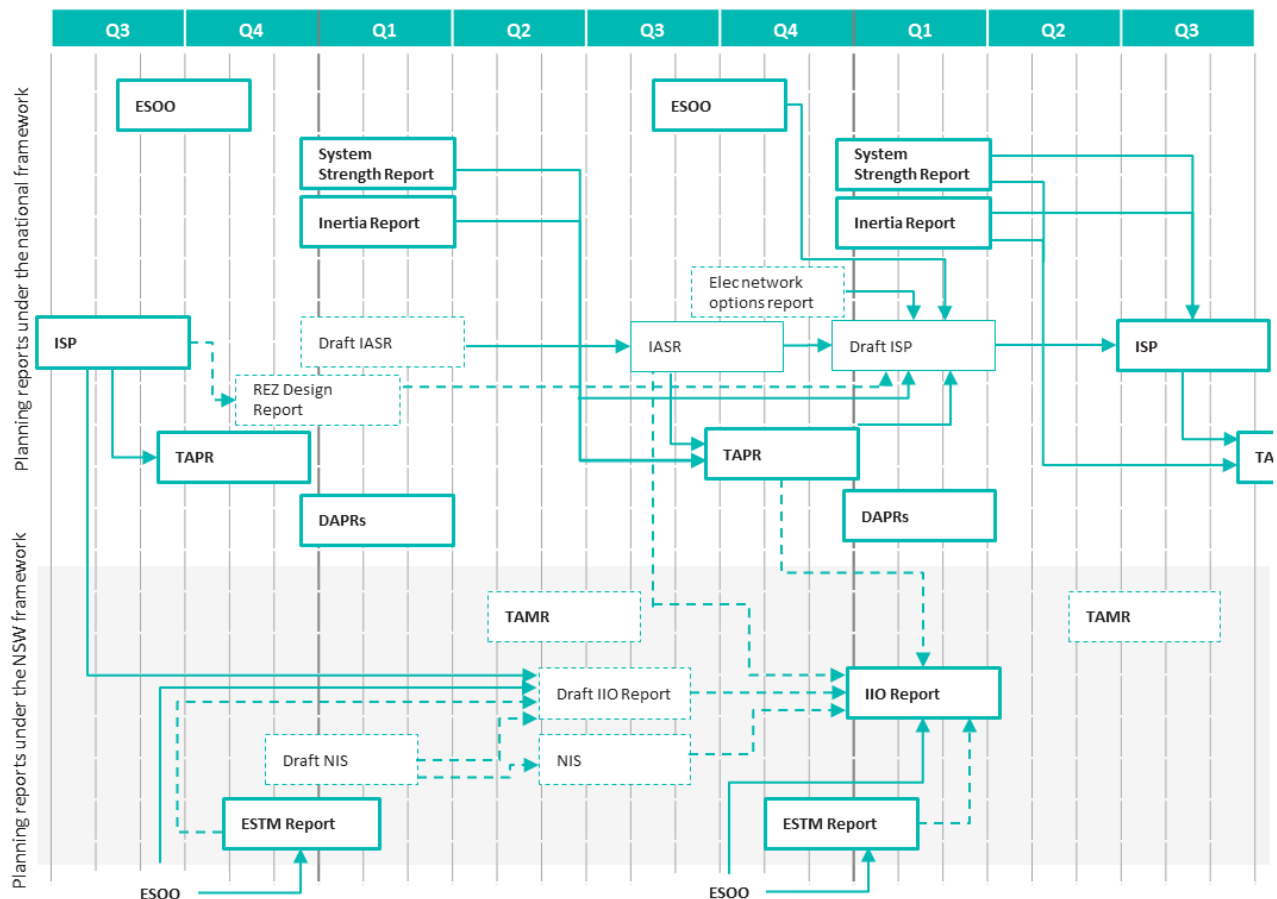 Q3 Q4 Q1 Q2 Q3 Q4 Q1 Q2 Q3
Planning reports under the national framework
ESOO
ESOO
System
Strength Report
System
Strength Report
Inertia Report
Inertia Report
Elec network
options report
ISP
Draft IASR
IASR
Draft ISP
ISP
REZ Design
Report
TAPR
TAPR
TA
DAPRs
DAPRs
Planning reports under the NSW framework
TAMR
TAMR
Draft IIO Report
IIO Report
Draft NIS
NIS
ESTM Report
ESTM Report
ESOO
ESOO